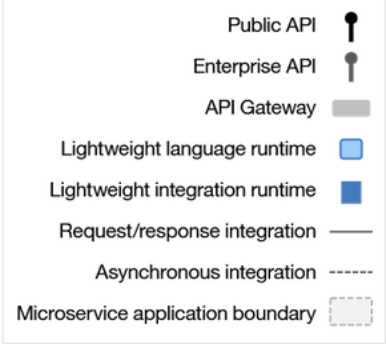 Public API
Enterprise API
API Gateway
Lightweight language runtime
Lightweight integration runtime
Request/response integration
Asynchronous integration
Microservice application boundary